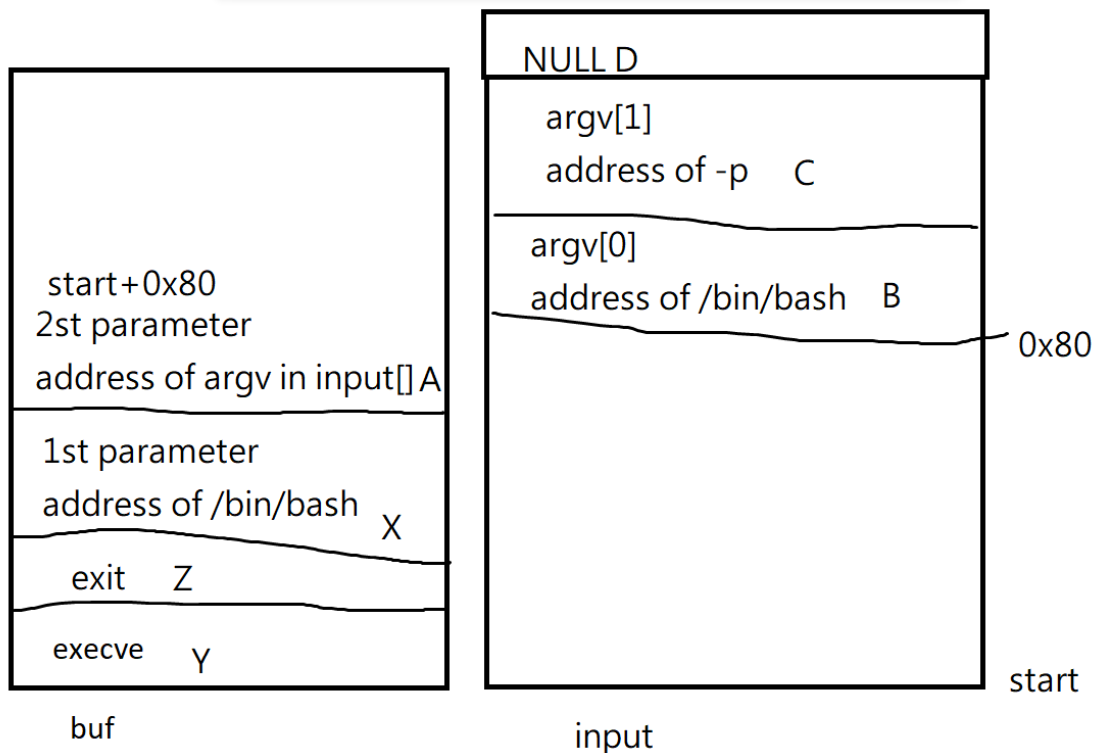 start+0x80
2st parameter
address of argv in input[] A
1st parameter
address of /bin/bash X
exit Z
execve Y
buf
NULL D
argv[1]
address of -p C
argv[0]
address of /bin/bash B
0x80
start
input